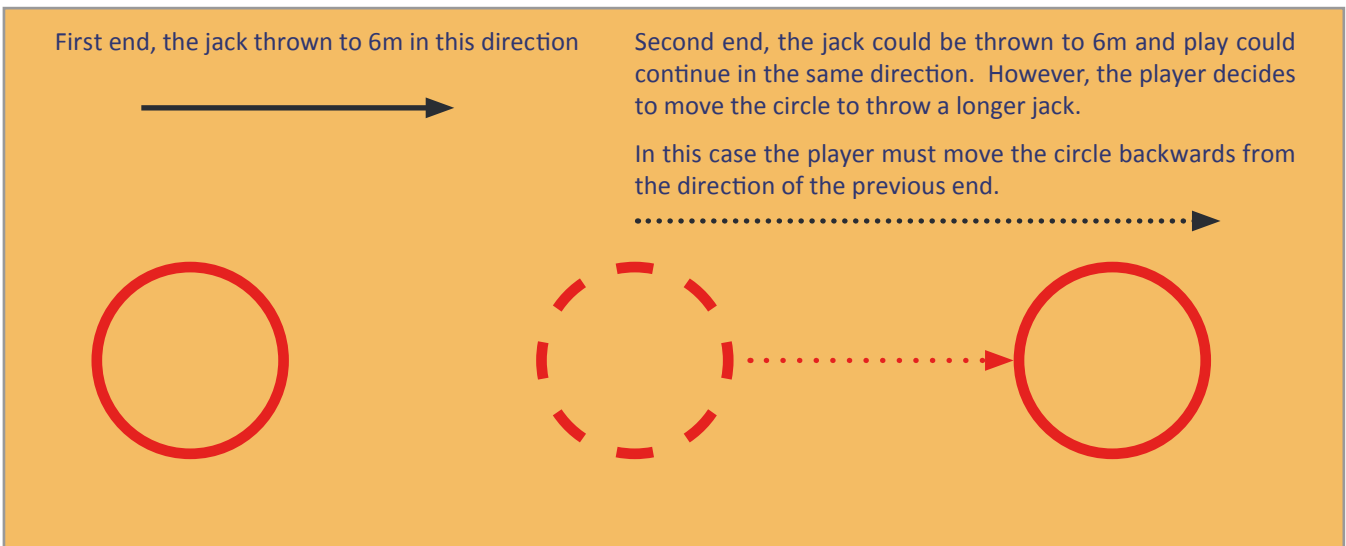 First end, the jack thrown to 6m in this direction
Second end, the jack could be thrown to 6m and play could
continue in the same direction.  However, the player decides
to move the circle to throw a longer jack.
In this case the player must move the circle backwards from
the direction of the previous end.